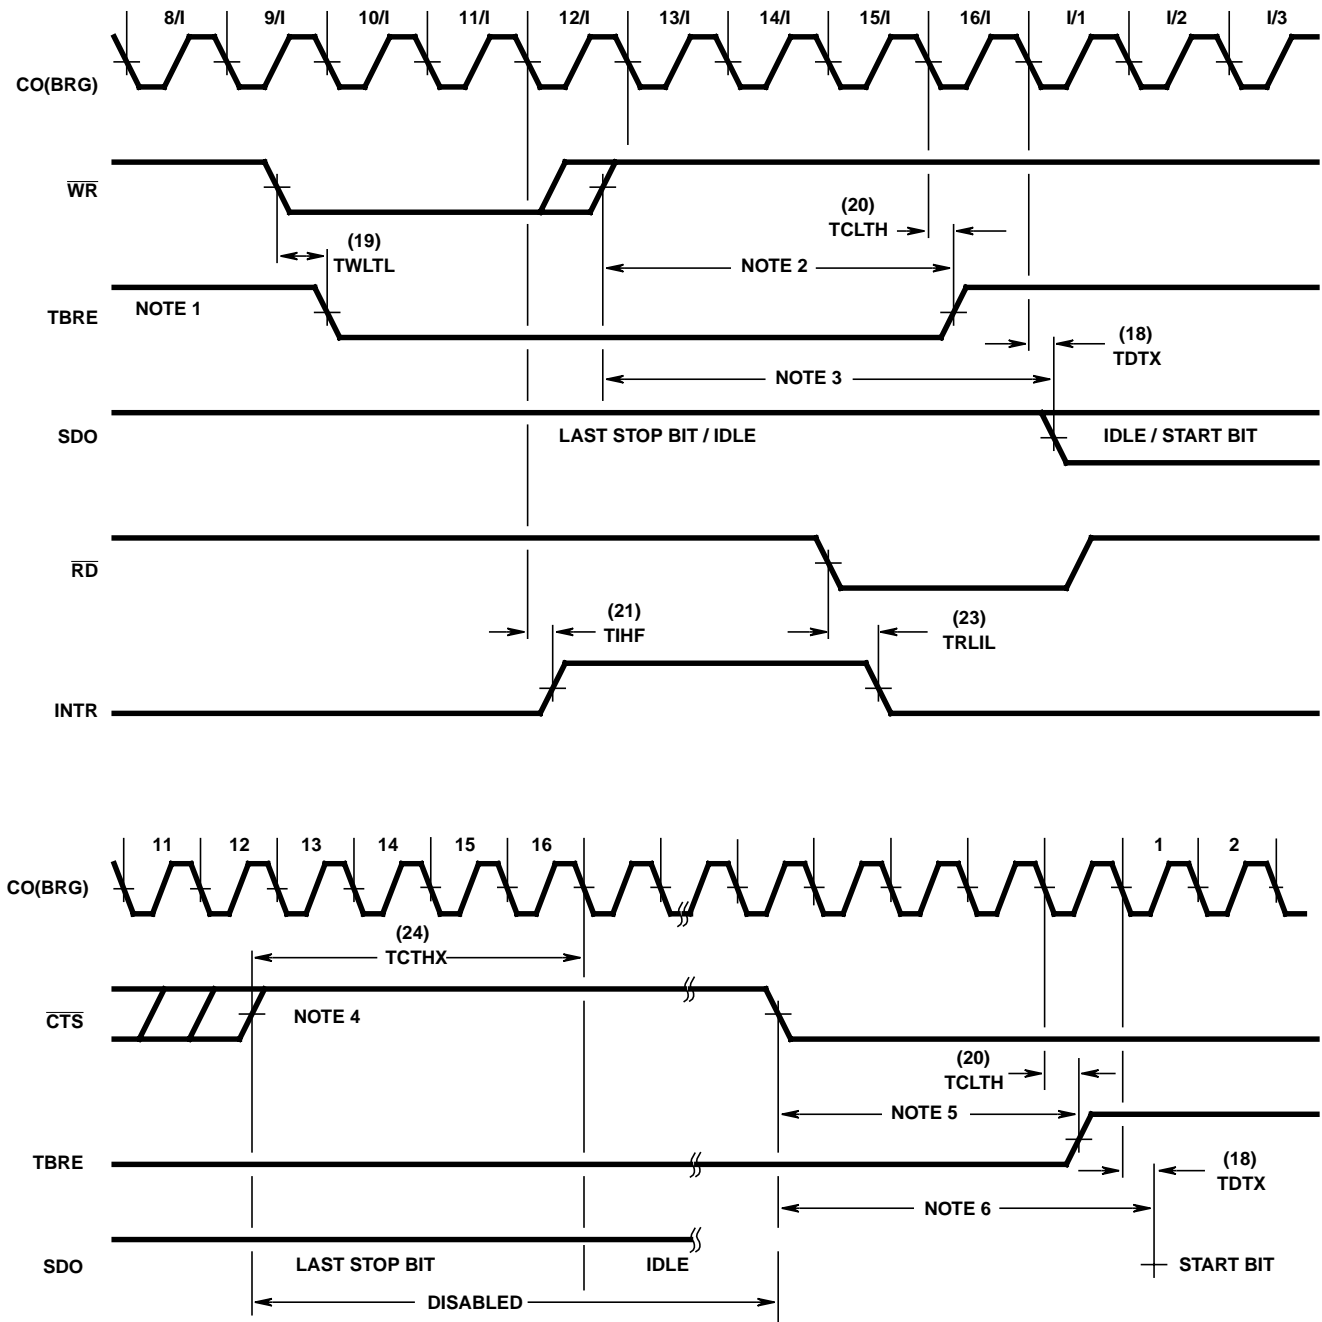 8/I 9/I 10/I 11/I 12/I 13/I 14/I 15/I 16/I I/1 I/2 I/3
CO(BRG)
WR
(20)
TCLTH
(19)
TWLTL
NOTE 2
NOTE 1
TBRE
(18)
TDTX
NOTE 3
SDO
LAST STOP BIT / IDLE
IDLE / START BIT
RD
(21)
TIHF
(23)
TRLIL
INTR
11 12 13 14 15 16 1 2
CO(BRG)
(24)
TCTHX
CTS
NOTE 4
(20)
TCLTH
NOTE 5
TBRE
(18)
TDTX
NOTE 6
SDO
LAST STOP BIT
IDLE
START BIT
DISABLED